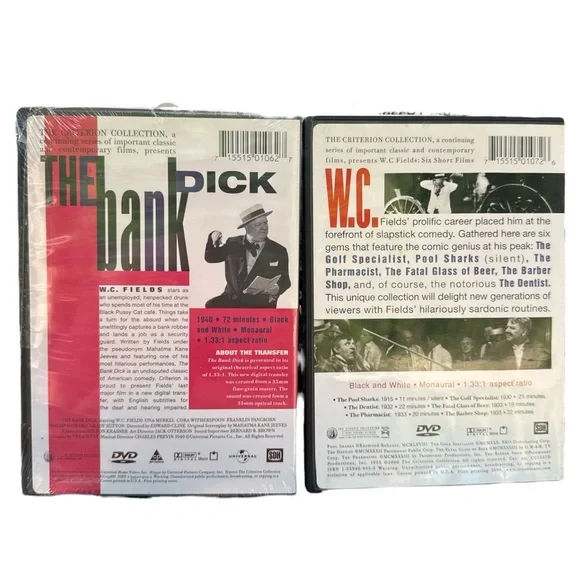 THE CRITERION COLLECTION, a
continuing series of important classic
and contemporary films, presents
7 15515 01062 7
THE bank DICK
W.C. FIELDS stars as
an unemployed, henpecked drunk
who spends most of his time at the
Black Pussy Cat café. Things take
a turn for the absurd when he
unwittingly captures a bank robber
and lands a job as a security
guard. Written by Fields under
the pseudonym Mahatma Kane
Jeeves and featuring one of his
most hilarious performances, The
Bank Dick is an undisputed classic
of American comedy. Criterion is
proud to present Fields' last
major film in a new digital trans-
fer, with English subtitles for
the deaf and hearing impaired
1940 • 72 minutes • Black
and White • Monaural •
1.33:1 aspect ratio
ABOUT THE TRANSFER
The Bank Dick is presented in its
original theatrical aspect ratio
of 1.33:1. This new digital transfer
was created from a 35mm
fine-grain master. The sound
was created from a
35mm optical track.
DVD
UNIVERSAL
THE CRITERION COLLECTION, a continuing
series of important classic and contemporary
films, presents W.C Fields: Six Short Films
7 15515 01072 6
W.C. Fields' prolific career placed him at the
forefront of slapstick comedy. Gathered here are six
gems that feature the comic genius at his peak: The
Golf Specialist, Pool Sharks (silent), The
Pharmacist, The Fatal Glass of Beer, The Barber
Shop, and, of course, the notorious The Dentist.
This unique collection will delight new generations of
viewers with Fields' hilariously sardonic routines.
Black and White • Monaural • 1.33:1 aspect ratio
• The Pool Sharks: 1915 • 11 minutes / silent • The Golf Specialist: 1930 •
• The Dentist: 1932 • 22 minutes • The Fatal Glass of Beer: 1933 • 18 minutes
• The Pharmacist: 1933 • 20 minutes • The Barber Shop: 1933 • 22 minutes
DVD